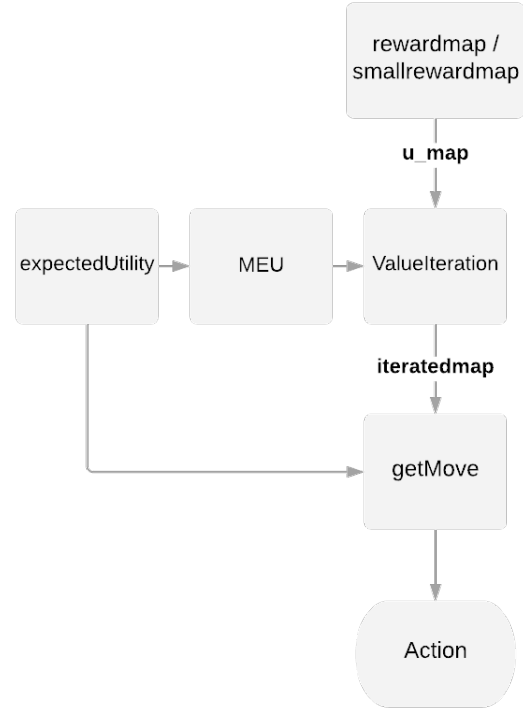 rewardmap /
smallrewardmap
u_map
expectedUtility
MEU
ValueIteration
iteratedmap
getMove
Action